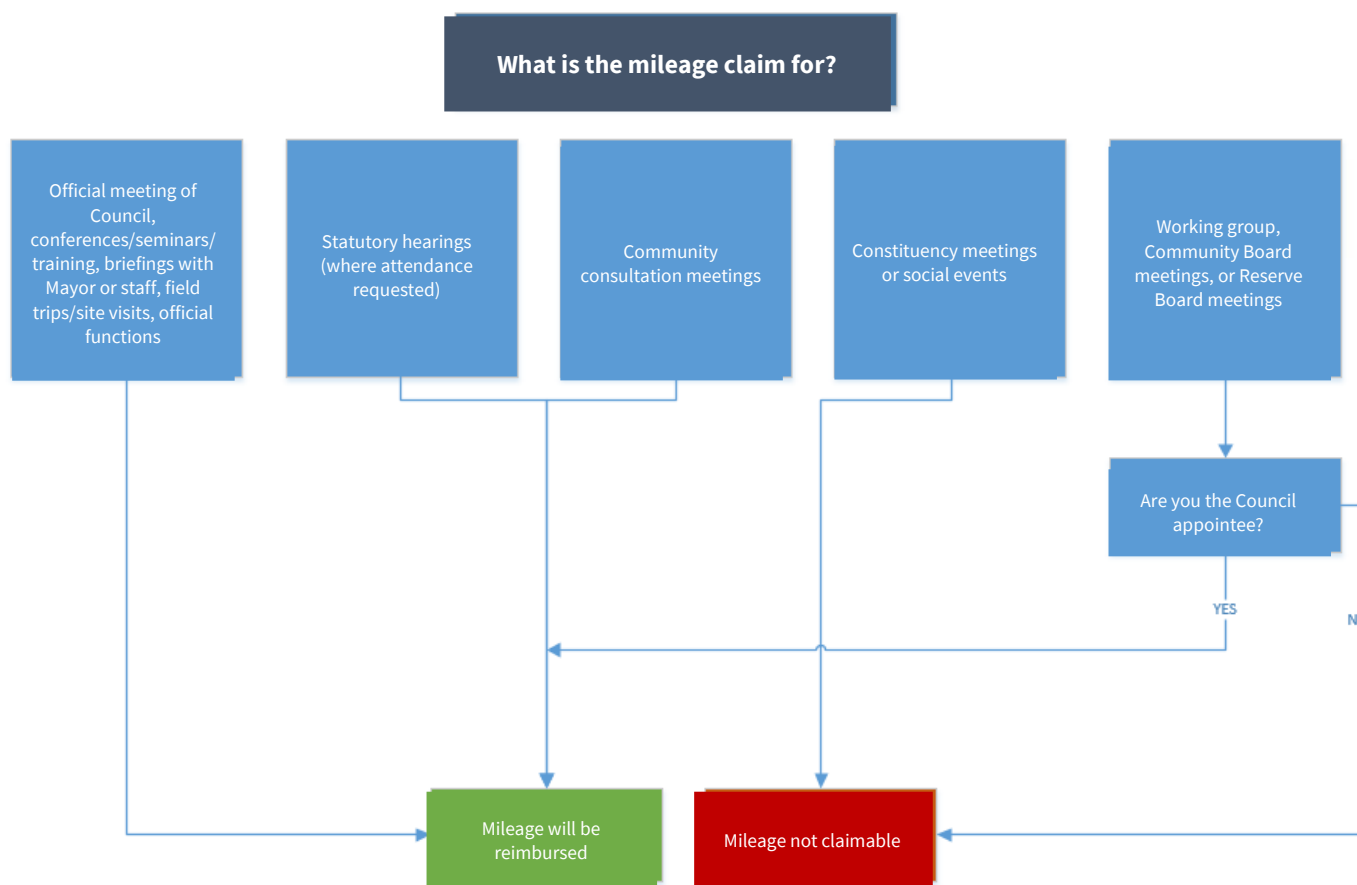 What is the mileage claim for?
Official meeting of
Council,
conferences/seminars/
training, briefings with
Mayor or staff, field
trips/site visits, official
functions
Statutory hearings
(where attendance
requested)
Community
consultation meetings
Constituency meetings
or social events
Working group,
Community Board
meetings, or Reserve
Board meetings
Are you the Council
appointee?
YES
N
Mileage will be
reimbursed
Mileage not claimable